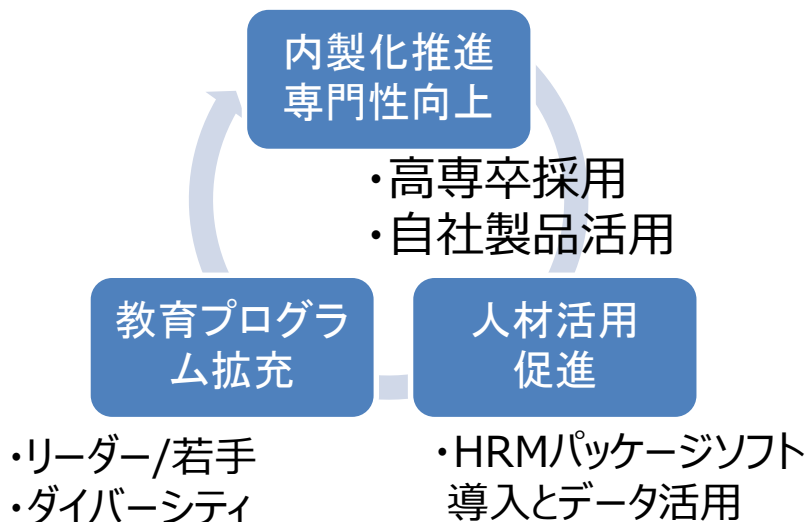 内製化推進
専門性向上
・高専卒採用
・自社製品活用
教育プログラ
ム拡充
人材活用
促進
・リーダー/若手
・ダイバーシティ
・HRMパッケージソフト
導入とデータ活用